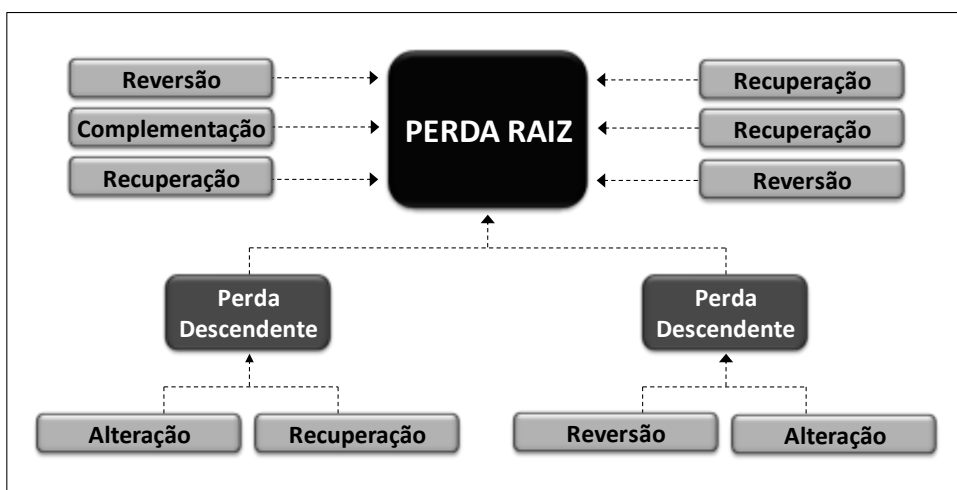 Reversão
Complementação
Recuperação
PERDA RAIZ
Recuperação
Recuperação
Reversão
Perda
Descendente
Perda
Descendente
Alteração
Recuperação
Reversão
Alteração